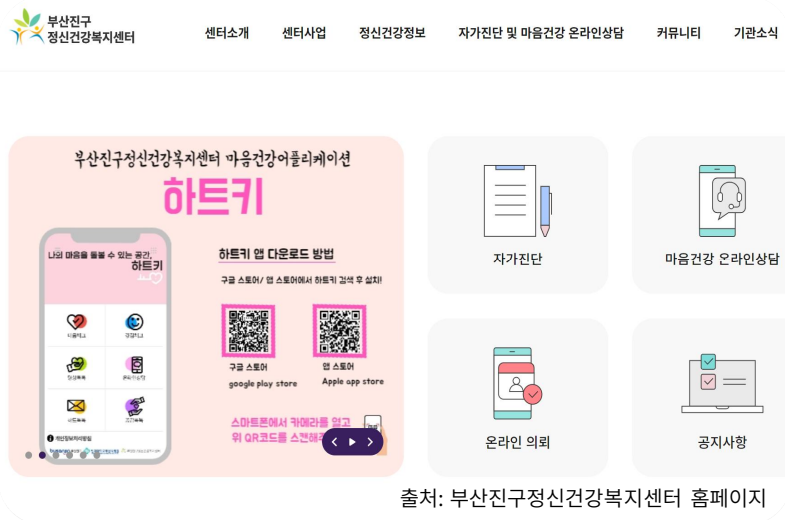 부산진구
정신건강복지센터
센터소개 센터사업 정신건강정보 자가진단 및 마음건강 온라인상담 커뮤니티 기관소식
부산진구정신건강복지센터 마음건강어플리케이션
하트키
나의 마음을 돌볼 수 있는 공간,
하트키
하트키 앱 다운로드 방법
구글 스토어/ 앱 스토어에서 하트키 검색 후 설치!
구글 스토어
google play store
앱 스토어
Apple app store
스마트폰에서 카메라를 열고
위 QR코드를 스캔해
개인정보처리방침
자가진단
마음건강 온라인상담
온라인 의뢰
공지사항
출처: 부산진구정신건강복지센터 홈페이지